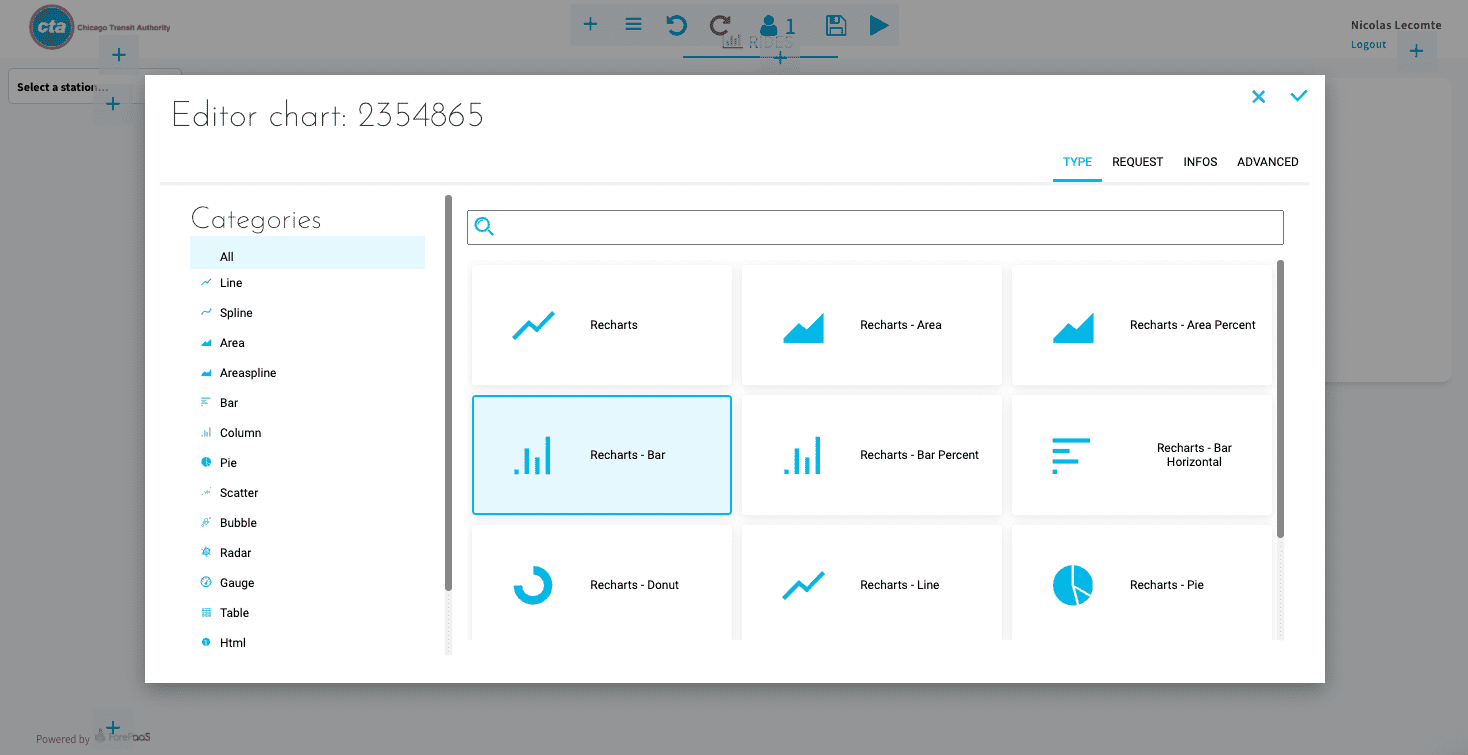 cta
Chicago Transit Authority
1
RIDES
Nicolas Lecomte
Logout
Select a station...
Editor chart: 2354865
TYPE
REQUEST
INFOS
ADVANCED
Categories
All
Line
Spline
Area
Areaspline
Bar
Column
Pie
Scatter
Bubble
Radar
Gauge
Table
Html
Recharts
Recharts - Area
Recharts - Area Percent
Recharts - Bar
Recharts - Bar Percent
Recharts - Bar
Horizontal
Recharts - Donut
Recharts - Line
Recharts - Pie
Powered by ForePaaS